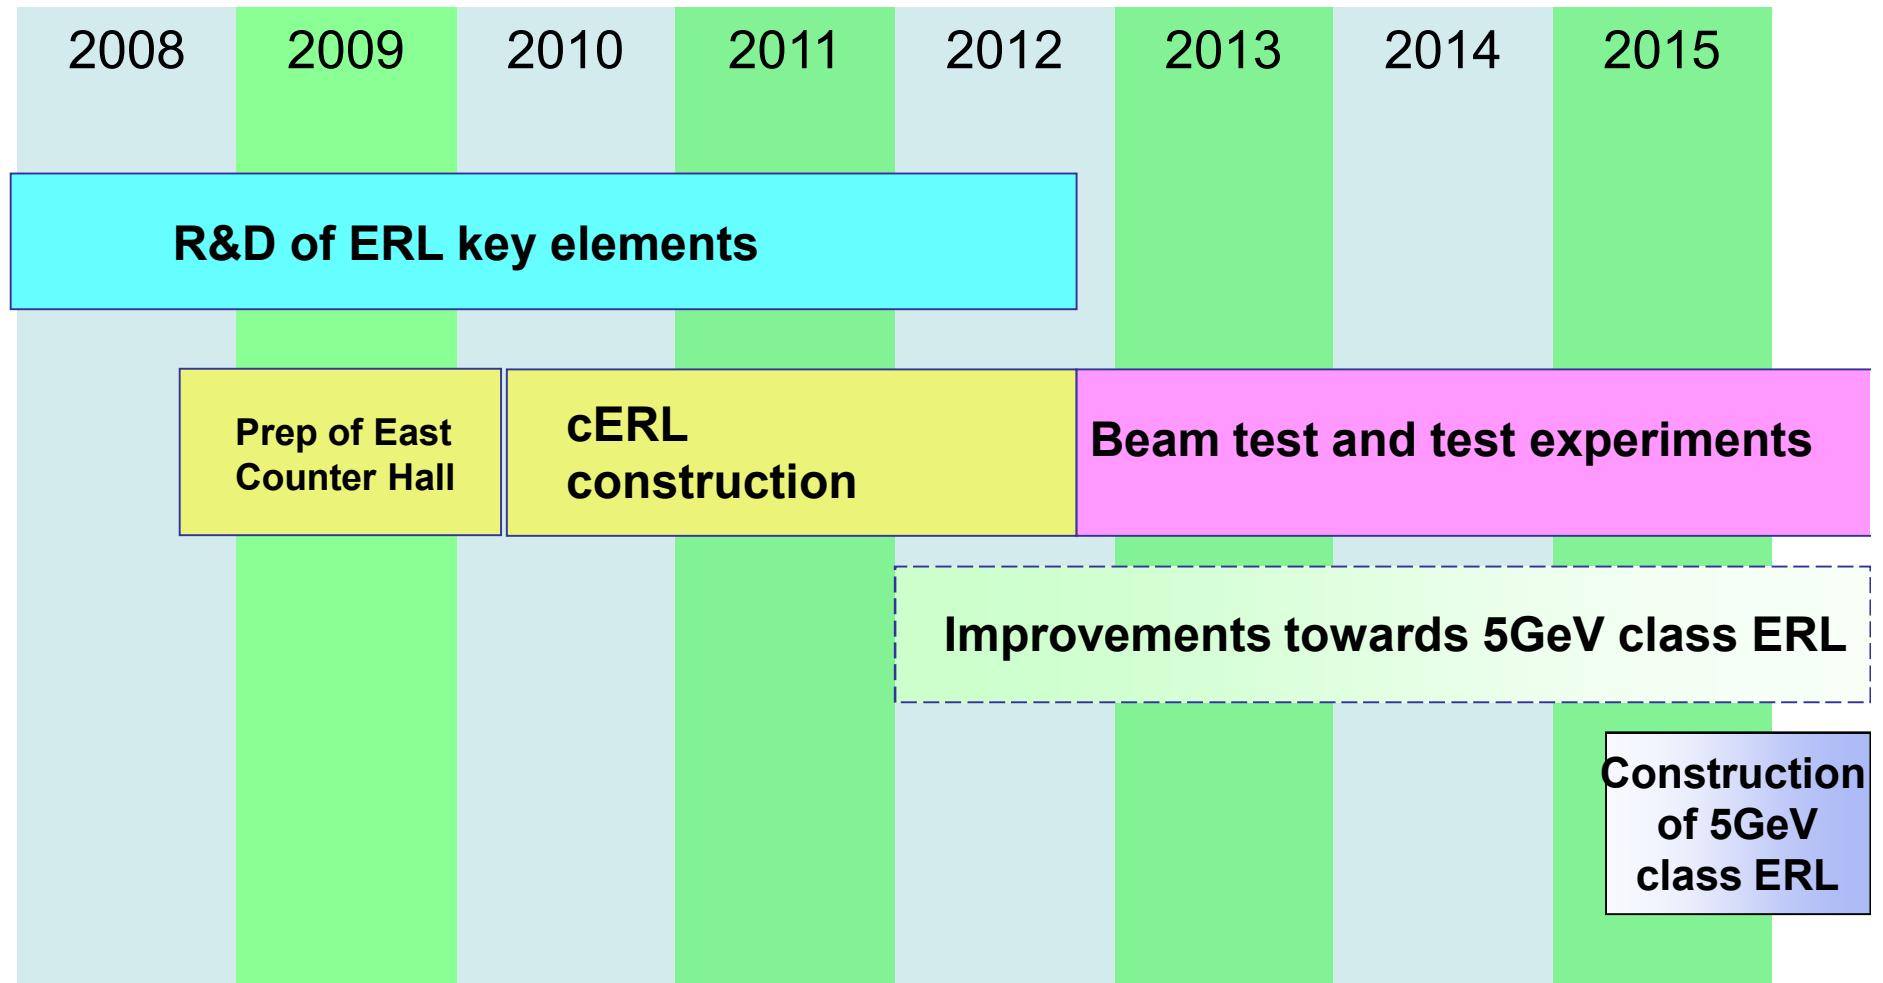 2008 2009 2010 2011 2012 2013 2014 2015
R&D of ERL key elements
Prep of East
Counter Hall
cERL
construction
Beam test and test experiments
Improvements towards 5GeV class ERL
Construction
of 5GeV
class ERL